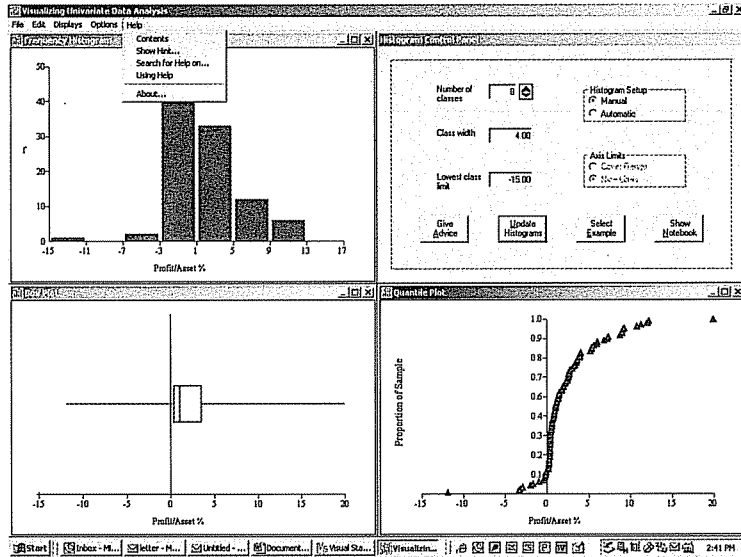 Visualizing Univariate Data Analysis
File Edit Displays Options Help
Contents
Show Hint...
Search for Help on...
Using Help
About...
Frequency Histogram
50
40
30
20
10
0
f
-15 -11 -7 -3 1 5 9 13 17
Profit/Asset %
Histogram Control Panel
Number of classes 8
Class width 4.00
Lowest class limit -15.00
Histogram Setup
Manual
Automatic
Axis Limits
Give Advice
Update Histograms
Select Example
Show Notebook
Box Plot
-15 -10 -5 0 5 10 15 20
Profit/Asset %
Quantile Plot
Proportion of Sample
1.0
0.9
0.8
0.7
0.6
0.5
0.4
0.3
0.2
0.1
-15 -10 -5 0 5 10 15 20
Profit/Asset %
Start Inbox - Mi... letter - M... Untitled - ... Document... Visual Sta... Visualizin... 2:41 PM